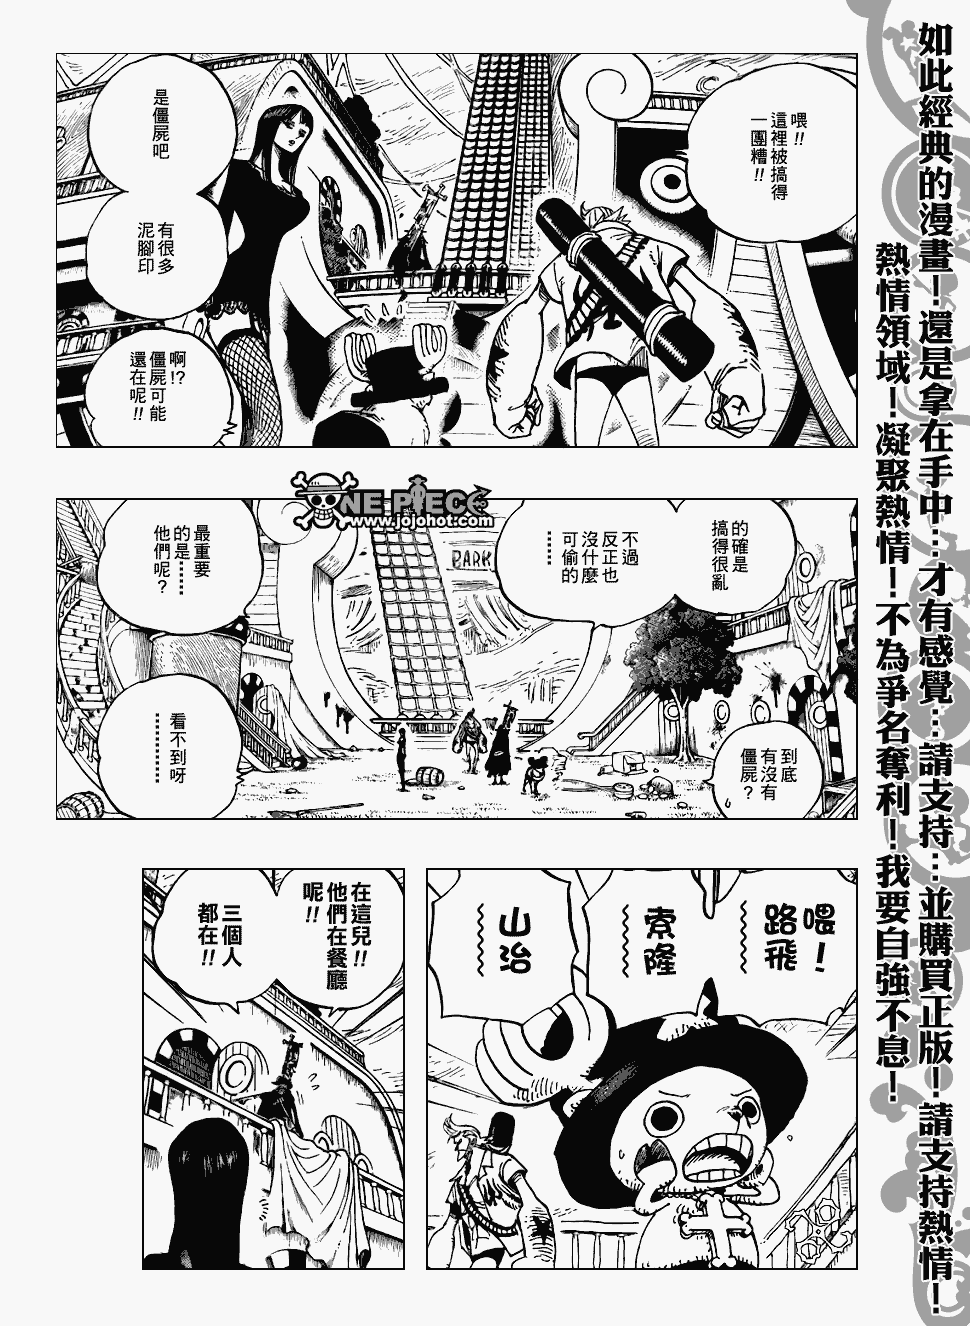 如此經典的漫畫！還是拿在手中…才有感覺…請支持…並購買正版！請支持熱情！
熱情領域！凝聚熱情！不為爭名奪利！我要自強不息！
喂!!
這裡被搞得
一團糟!!
是僵屍吧
有很多
泥腳印
啊!?
僵屍可能
還在呢!!
ONE PIECE
www.jojohot.com
的確是
搞得很亂
不過
反正也
沒什麼
可偷的
………
PARK
最重要
的是………
他們呢？
到底
有沒有
僵屍？
看不到呀
…………
喂！
路飛
索隆
山治
在這兒!!
他們在餐廳
呢!!
三個人
都在!!